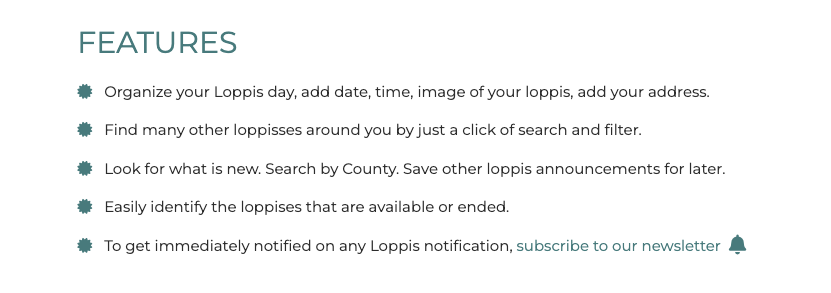 FEATURES
Organize your Loppis day, add date, time, image of your loppis, add your address.
Find many other loppisses around you by just a click of search and filter.
Look for what is new. Search by County. Save other loppis announcements for later.
Easily identify the loppises that are available or ended.
To get immediately notified on any Loppis notification, subscribe to our newsletter